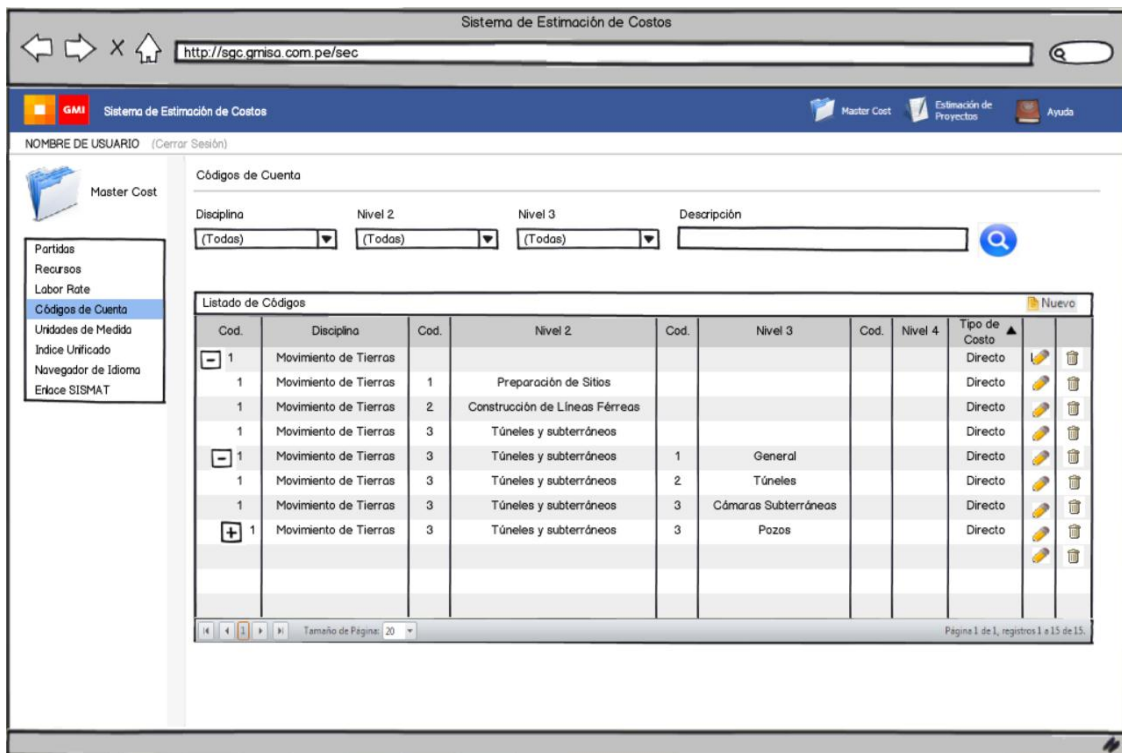 Sistema de Estimación de Costos
http://sgc.gmisa.com.pe/sec
GMI Sistema de Estimación de Costos Master Cost Estimación de Proyectos Ayuda
NOMBRE DE USUARIO (Cerrar Sesión)
Master Cost
Partidas
Recursos
Labor Rate
Códigos de Cuenta
Unidades de Medida
Indice Unificado
Navegador de Idioma
Enlace SISMAT
Códigos de Cuenta
Disciplina Nivel 2 Nivel 3 Descripción
(Todas) (Todas) (Todas)
Listado de Códigos Nuevo
Cod. Disciplina Cod. Nivel 2 Cod. Nivel 3 Cod. Nivel 4 Tipo de Costo
1 Movimiento de Tierras Directo
1 Movimiento de Tierras 1 Preparación de Sitios Directo
1 Movimiento de Tierras 2 Construcción de Líneas Férreas Directo
1 Movimiento de Tierras 3 Túneles y subterráneos Directo
1 Movimiento de Tierras 3 Túneles y subterráneos 1 General Directo
1 Movimiento de Tierras 3 Túneles y subterráneos 2 Túneles Directo
1 Movimiento de Tierras 3 Túneles y subterráneos 3 Cámaras Subterráneas Directo
1 Movimiento de Tierras 3 Túneles y subterráneos 3 Pozos Directo
1 Tamaño de Página: 20 Página 1 de 1, registros 1 a 15 de 15.